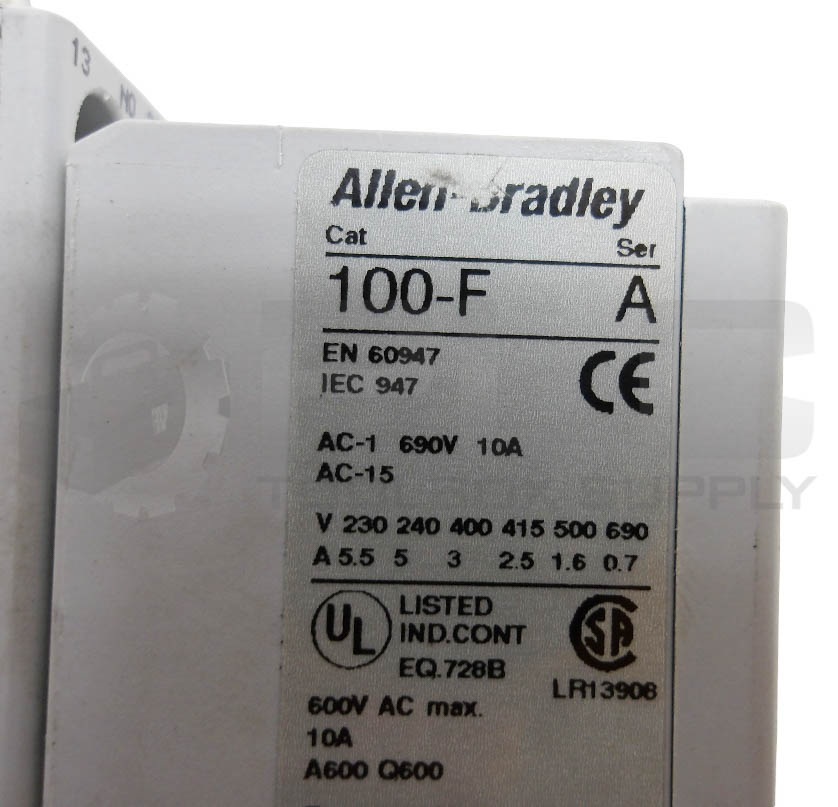 13
NO
Allen-Bradley
Cat Ser
100-F A
EN 60947
IEC 947
CE
AC-1 690V 10A
AC-15
V 230 240 400 415 500 690
A 5.5 5 3 2.5 1.6 0.7
UL LISTED
IND.CONT
EQ.728B
SA
LR13908
600V AC max.
10A
A600 Q600
SUPPLY